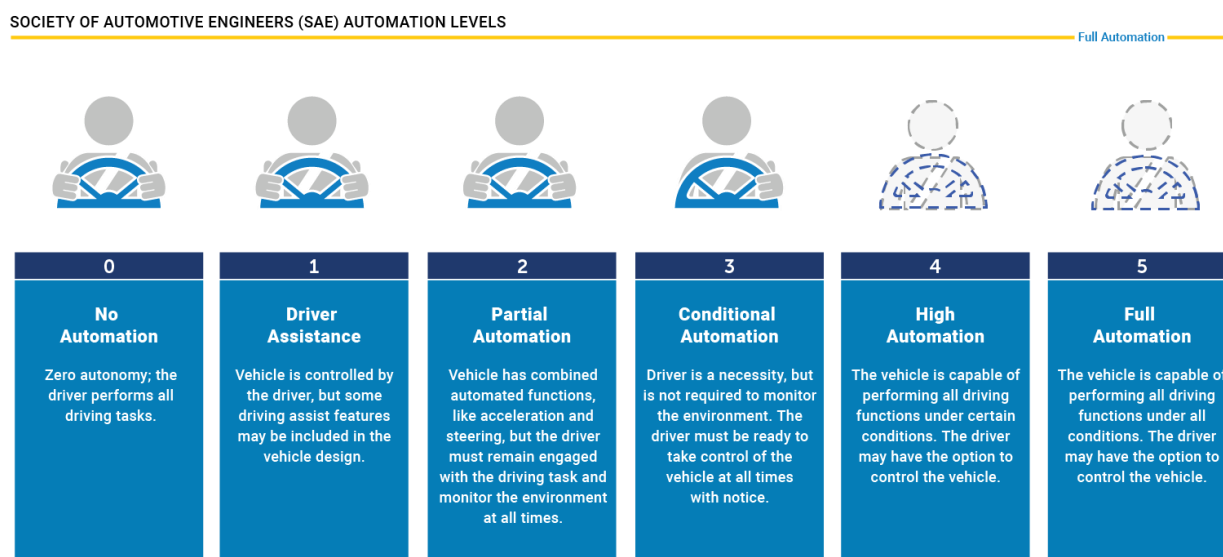 SOCIETY OF AUTOMOTIVE ENGINEERS (SAE) AUTOMATION LEVELS
Full Automation
0
No
Automation
Zero autonomy; the
driver performs all
driving tasks.
1
Driver
Assistance
Vehicle is controlled by
the driver, but some
driving assist features
may be included in the
vehicle design.
2
Partial
Automation
Vehicle has combined
automated functions,
like acceleration and
steering, but the driver
must remain engaged
with the driving task and
monitor the environment
at all times.
3
Conditional
Automation
Driver is a necessity, but
is not required to monitor
the environment. The
driver must be ready to
take control of the
vehicle at all times
with notice.
4
High
Automation
The vehicle is capable of
performing all driving
functions under certain
conditions. The driver
may have the option to
control the vehicle.
5
Full
Automation
The vehicle is capable of
performing all driving
functions under all
conditions. The driver
may have the option to
control the vehicle.